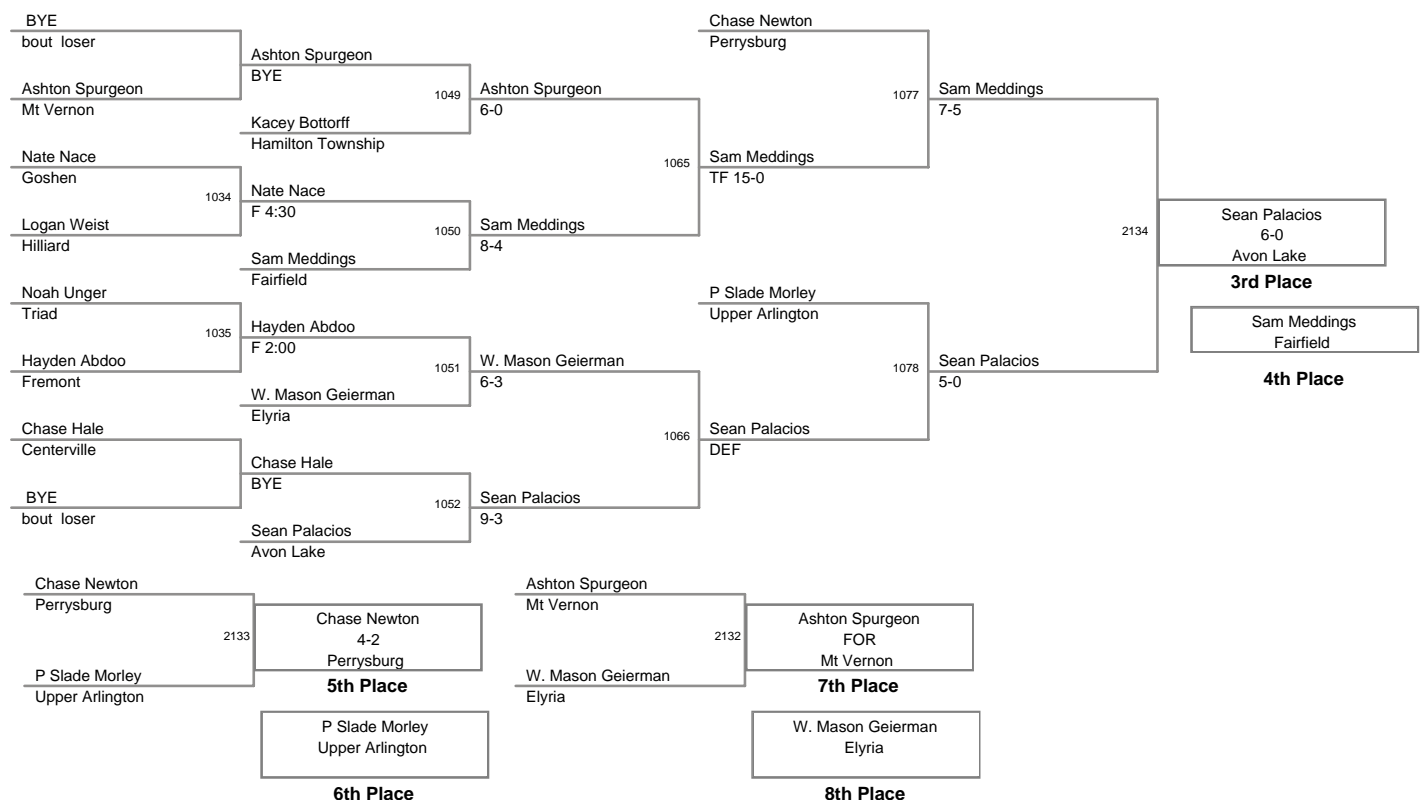 BYE
bout loser
Ashton Spurgeon
Mt Vernon
Nate Nace
Goshen
Logan Weist
Hilliard
Noah Unger
Triad
Hayden Abdoo
Fremont
Chase Hale
Centerville
BYE
bout loser
Ashton Spurgeon
BYE
1049
Kacey Bottorff
Hamilton Township
1034
Nate Nace
F 4:30
1050
Sam Meddings
Fairfield
1035
Hayden Abdoo
F 2:00
1051
W. Mason Geierman
Elyria
Chase Hale
BYE
1052
Sean Palacios
Avon Lake
Ashton Spurgeon
6-0
1065
Sam Meddings
8-4
W. Mason Geierman
6-3
1066
Sean Palacios
9-3
Chase Newton
Perrysburg
1077
Sam Meddings
TF 15-0
P Slade Morley
Upper Arlington
1078
Sean Palacios
DEF
Sam Meddings
7-5
2134
Sean Palacios
5-0
Sean Palacios
6-0
Avon Lake
3rd Place
Sam Meddings
Fairfield
4th Place
Chase Newton
Perrysburg
2133
P Slade Morley
Upper Arlington
Chase Newton
4-2
Perrysburg
5th Place
P Slade Morley
Upper Arlington
6th Place
Ashton Spurgeon
Mt Vernon
2132
W. Mason Geierman
Elyria
Ashton Spurgeon
FOR
Mt Vernon
7th Place
W. Mason Geierman
Elyria
8th Place